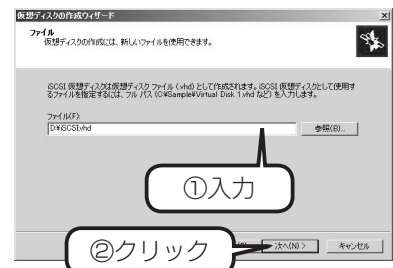 仮想ディスクの作成ウィザード
ファイル
仮想ディスクの作成には、新しいファイルを使用できます。
iSCSI 仮想ディスクは仮想ディスク ファイル (.vhd) として作成されます。iSCSI 仮想ディスクとして使用す
るファイルを指定するには、フル パス (C:¥Sample¥Virtual Disk 1.vhd など) を入力します。
ファイル(F):
D:¥iSCSI.vhd
参照(B)...
①入力
②クリック
次へ(N) >
キャンセル